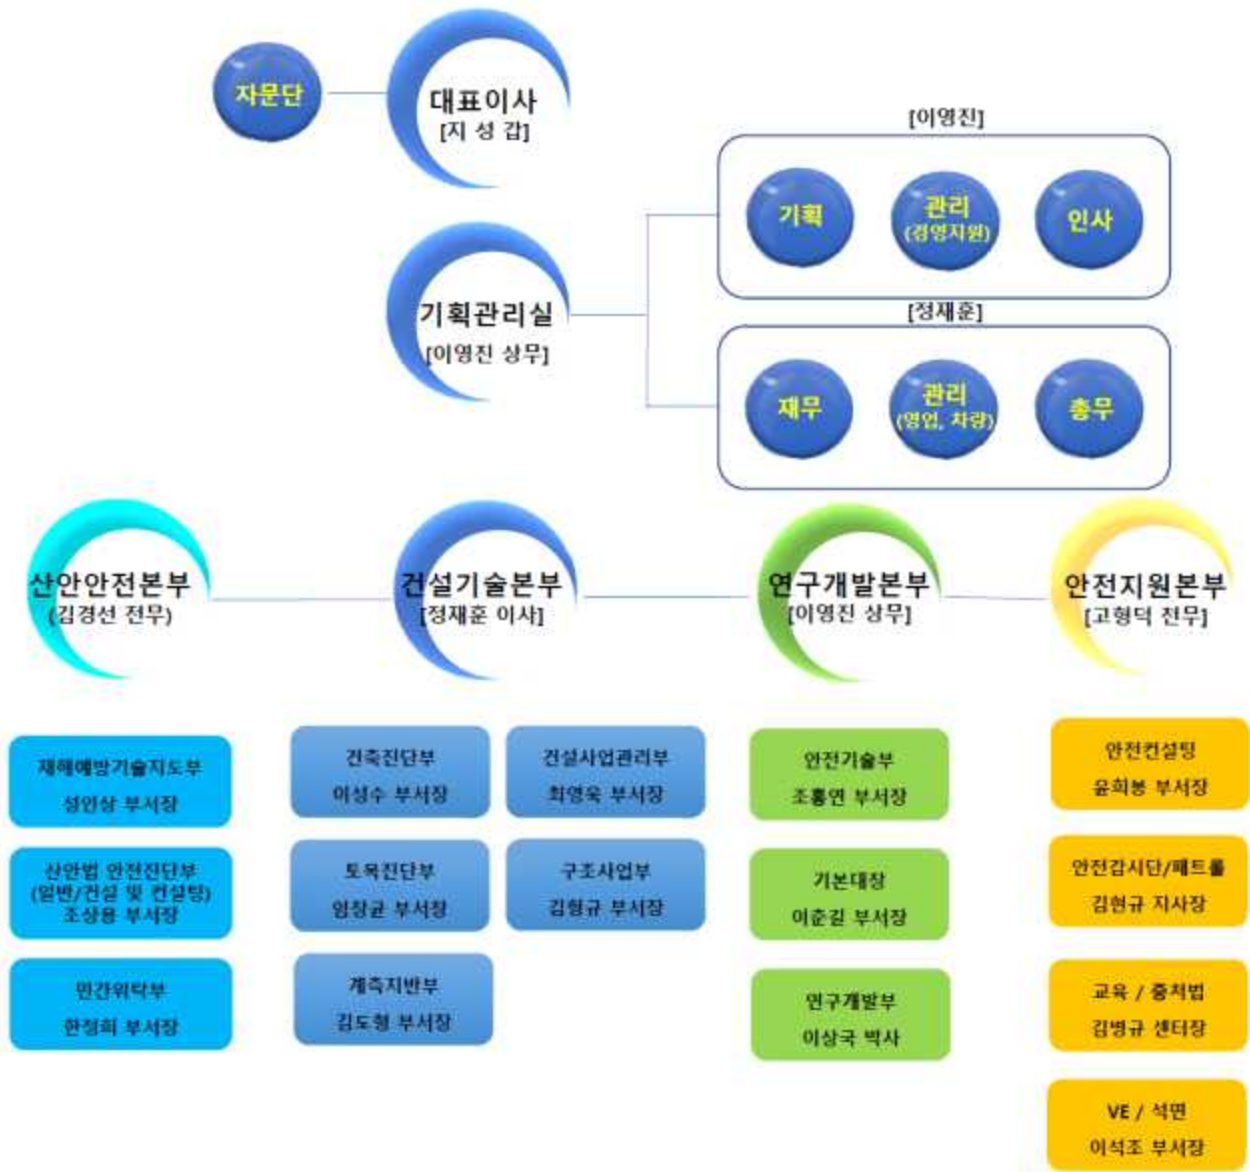 자문단
대표이사
[지 성 갑]
[이영진]
기획
관리
(경영지원)
인사
기획관리실
[이영진 상무]
[정재훈]
재무
관리
(영업, 차량)
총무
산안안전본부
(김경선 전무)
건설기술본부
[정재훈 이사]
연구개발본부
[이영진 상무]
안전지원본부
[고형덕 전무]
재해예방기술지도부
성인상 부서장
산안법 안전진단부
(일반/건설 및 컨설팅)
조상용 부서장
민간위탁부
한정희 부서장
건축진단부
이성수 부서장
건설사업관리부
최영욱 부서장
토목진단부
임창균 부서장
구조사업부
김형규 부서장
계측지반부
김도형 부서장
안전기술부
조홍연 부서장
기본대장
이춘길 부서장
연구개발부
이상국 박사
안전컨설팅
윤희봉 부서장
안전감시단/패트롤
김현규 지사장
교육 / 중처법
김병규 센터장
VE / 석면
이석조 부서장